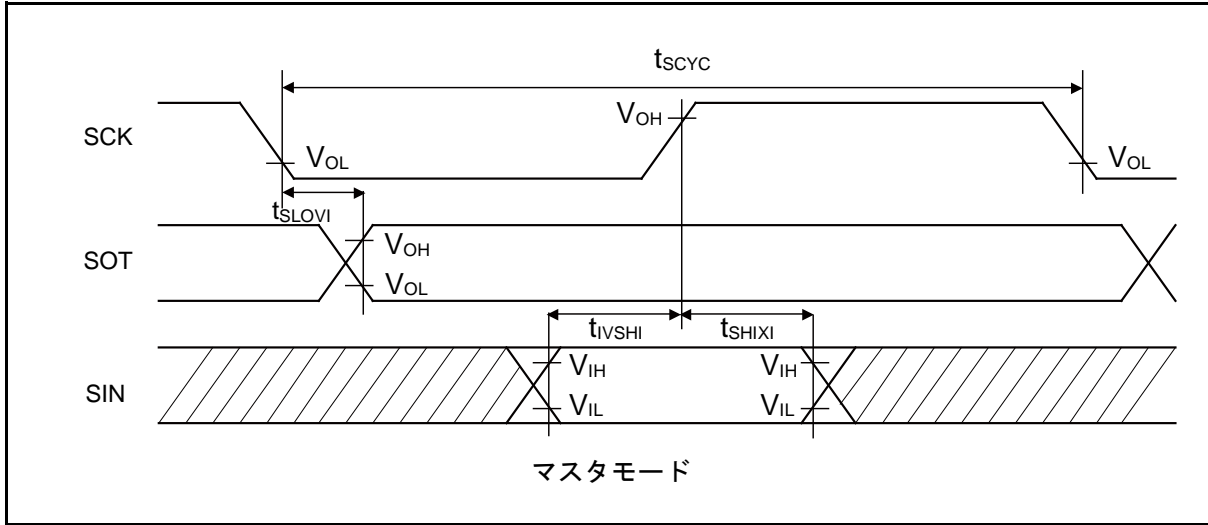 tSCYC
SCK
VOH
VOL
VOL
tSLOVI
SOT
VOH
VOL
tIVSHI
tSHIXI
SIN
VIH
VIH
VIL
VIL
マスタモード